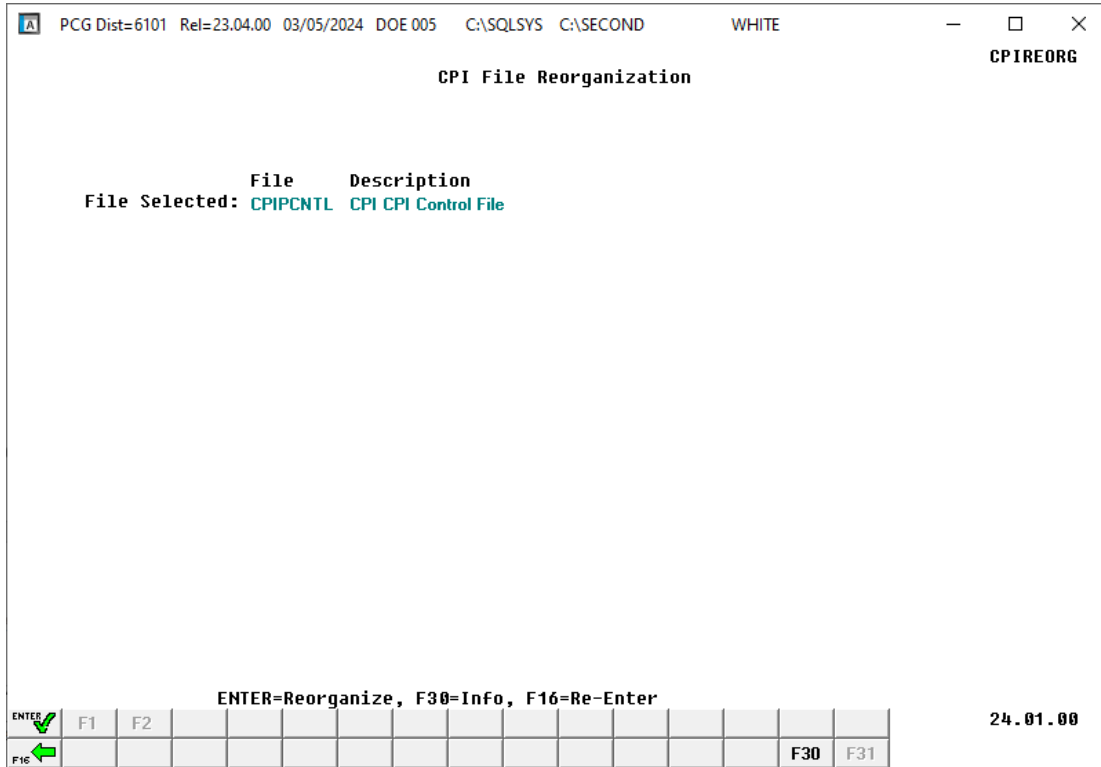 PCG Dist=6101 Rel=23.04.00 03/05/2024 DOE 005 C:\SQLSYS C:\SECOND WHITE
CPIREORG
CPI File Reorganization
File Description
File Selected: CPIPCNTL CPI CPI Control File
ENTER=Reorganize, F30=Info, F16=Re-Enter
ENTER F1 F2
24.01.00
F16 F30 F31